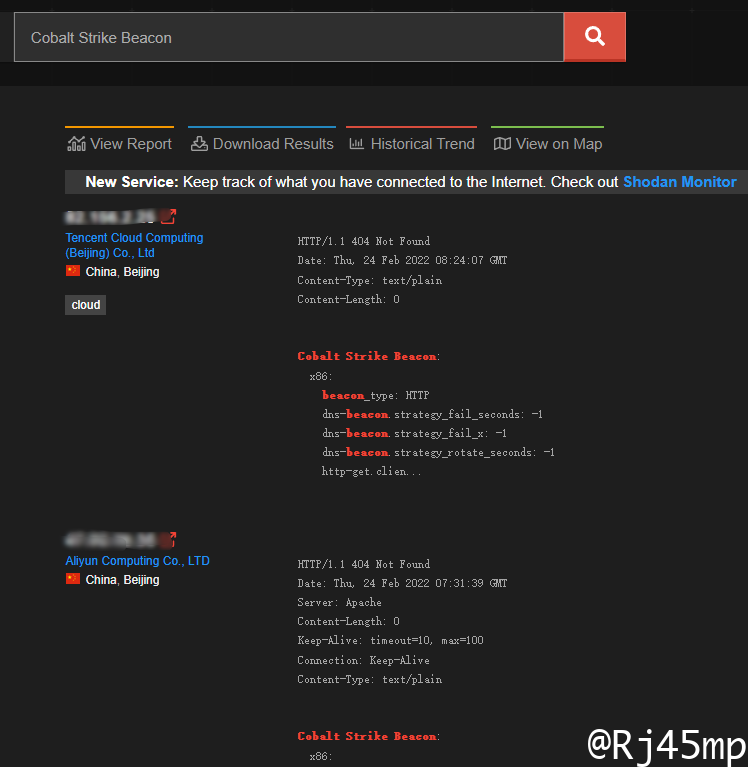 Cobalt Strike Beacon
View Report
Download Results
Historical Trend
View on Map
New Service: Keep track of what you have connected to the Internet. Check out Shodan Monitor
Tencent Cloud Computing
(Beijing) Co., Ltd
China, Beijing
cloud
HTTP/1.1 404 Not Found
Date: Thu, 24 Feb 2022 08:24:07 GMT
Content-Type: text/plain
Content-Length: 0
Cobalt Strike Beacon:
x86:
beacon_type: HTTP
dns-beacon.strategy_fail_seconds: -1
dns-beacon.strategy_fail_x: -1
dns-beacon.strategy_rotate_seconds: -1
http-get.clien...
Aliyun Computing Co., LTD
China, Beijing
HTTP/1.1 404 Not Found
Date: Thu, 24 Feb 2022 07:31:39 GMT
Server: Apache
Content-Length: 0
Keep-Alive: timeout=10, max=100
Connection: Keep-Alive
Content-Type: text/plain
Cobalt Strike Beacon:
x86:
@Rj45mp